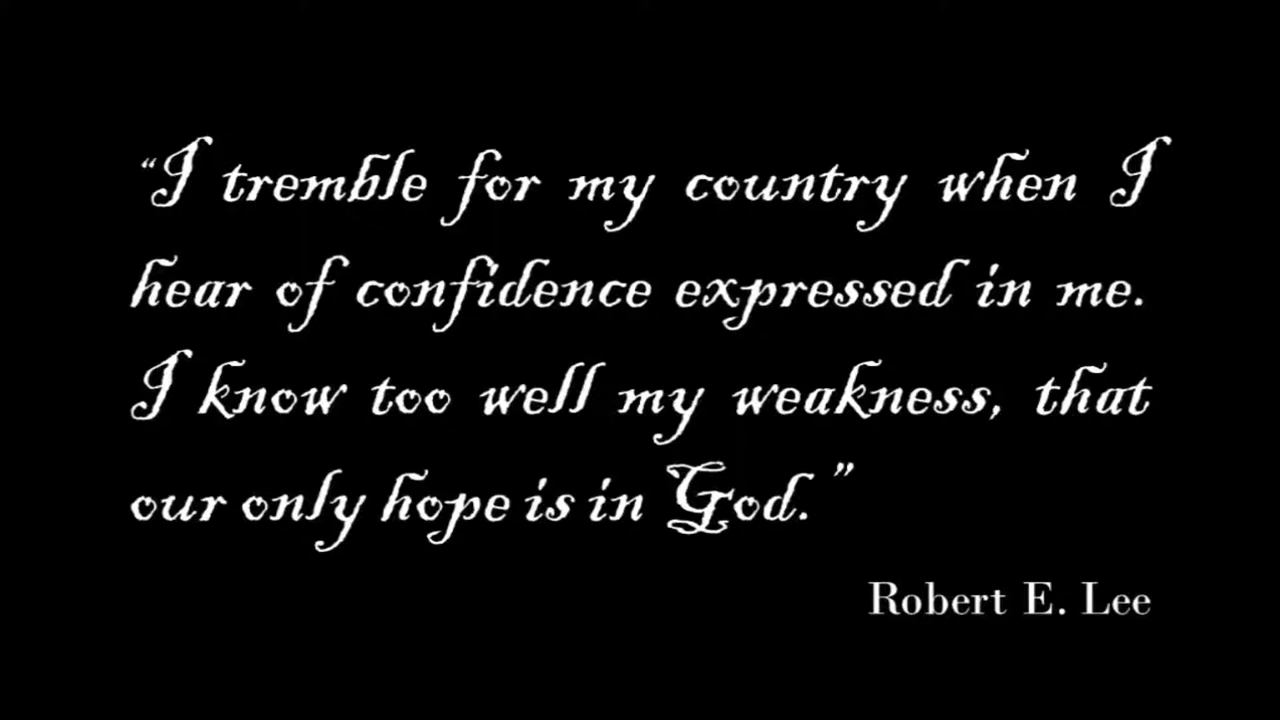 “I tremble for my country when I
hear of confidence expressed in me.
I know too well my weakness, that
our only hope is in God.”
Robert E. Lee